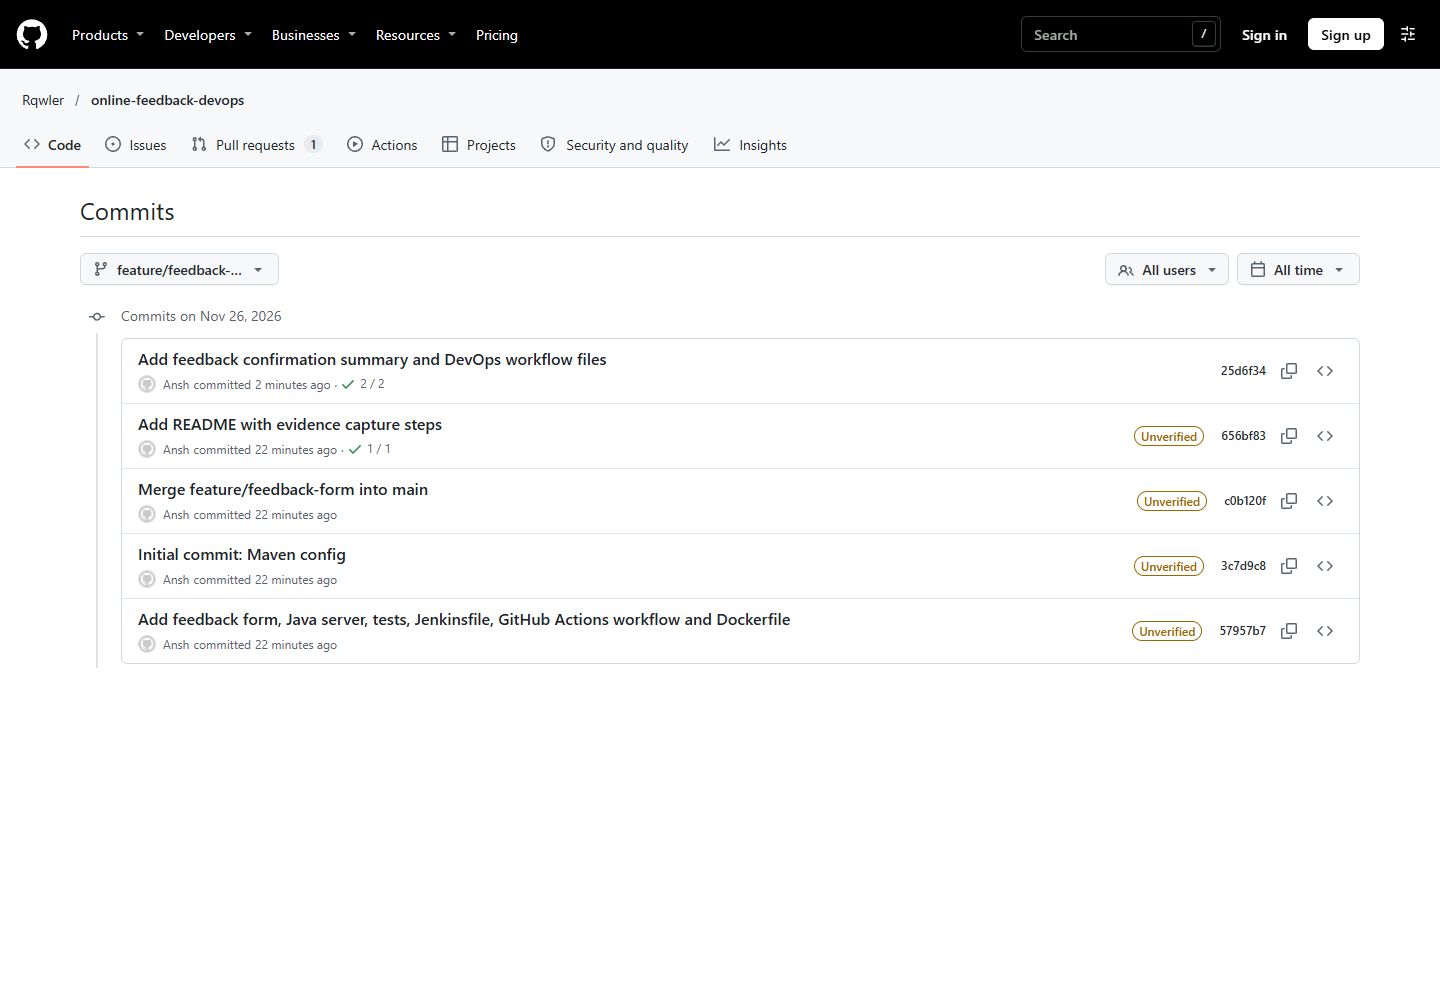 Products Developers Businesses Resources Pricing Search / Sign in Sign up
Rqwler / online-feedback-devops
Code Issues Pull requests 1 Actions Projects Security and quality Insights
Commits
feature/feedback-... All users All time
Commits on Nov 26, 2026
Add feedback confirmation summary and DevOps workflow files
Ansh committed 2 minutes ago · 2 / 2
25d6f34
Add README with evidence capture steps
Ansh committed 22 minutes ago · 1 / 1
Unverified 656bf83
Merge feature/feedback-form into main
Ansh committed 22 minutes ago
Unverified c0b120f
Initial commit: Maven config
Ansh committed 22 minutes ago
Unverified 3c7d9c8
Add feedback form, Java server, tests, Jenkinsfile, GitHub Actions workflow and Dockerfile
Ansh committed 22 minutes ago
Unverified 57957b7